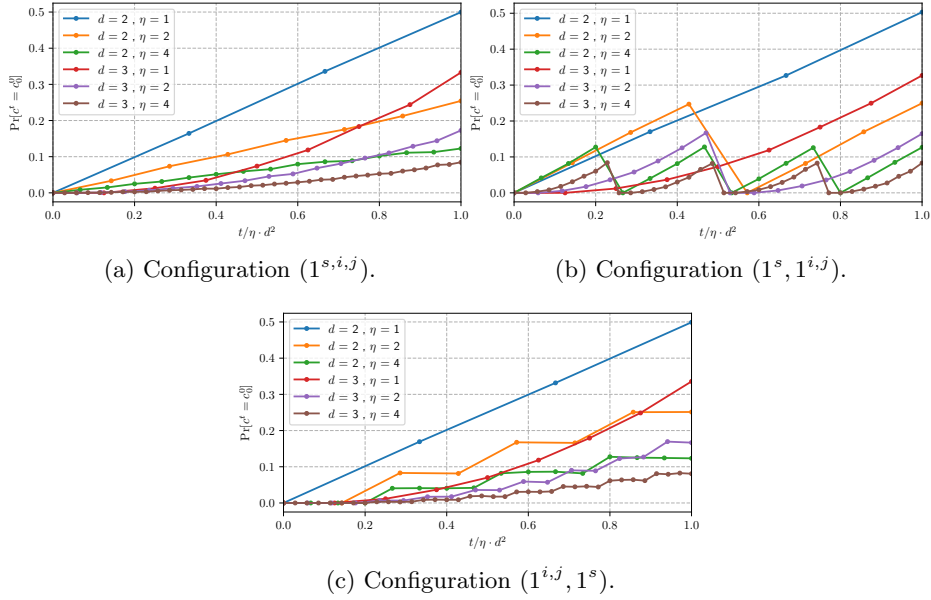 0.5
0.4
0.3
0.2
0.1
0.0
Pr[c^t = c_0^0]
d = 2 , η = 1
d = 2 , η = 2
d = 2 , η = 4
d = 3 , η = 1
d = 3 , η = 2
d = 3 , η = 4
0.0 0.2 0.4 0.6 0.8 1.0
t/η · d²
(a) Configuration (1^{s,i,j}).
0.5
0.4
0.3
0.2
0.1
0.0
Pr[c^t = c_0^0]
d = 2 , η = 1
d = 2 , η = 2
d = 2 , η = 4
d = 3 , η = 1
d = 3 , η = 2
d = 3 , η = 4
0.0 0.2 0.4 0.6 0.8 1.0
t/η · d²
(b) Configuration (1^s, 1^{i,j}).
0.5
0.4
0.3
0.2
0.1
0.0
Pr[c^t = c_0^0]
d = 2 , η = 1
d = 2 , η = 2
d = 2 , η = 4
d = 3 , η = 1
d = 3 , η = 2
d = 3 , η = 4
0.0 0.2 0.4 0.6 0.8 1.0
t/η · d²
(c) Configuration (1^{i,j}, 1^s).